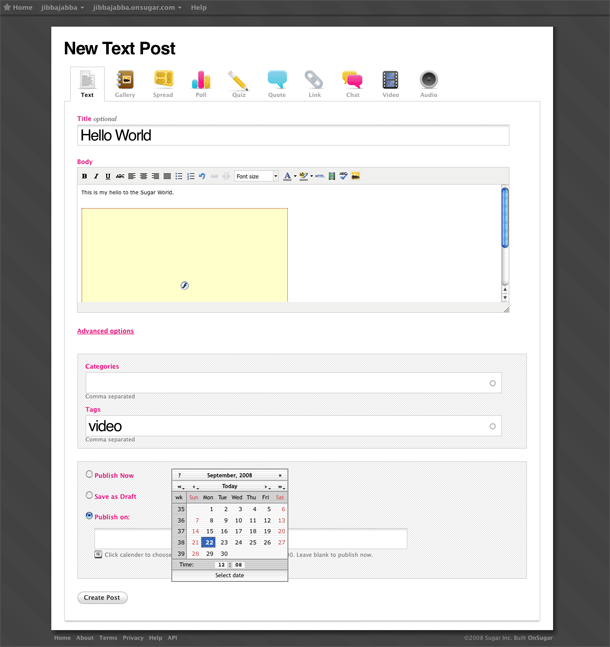 Home jibbajabba jibbajabba.onsugar.com Help
New Text Post
Text Gallery Spread Poll Quiz Quote Link Chat Video Audio
Title optional
Hello World
Body
B I U ABC Font size A HTML
This is my hello to the Sugar World.
Advanced options
Categories
Comma separated
Tags
video
Comma separated
Publish Now
Save as Draft
Publish on:
? September, 2008 ×
« ‹ Today › »
wk Sun Mon Tue Wed Thu Fri Sat
35 1 2 3 4 5 6
36 7 8 9 10 11 12 13
37 14 15 16 17 18 19 20
38 21 22 23 24 25 26 27
39 28 29 30
Time: 12 : 08
Select date
Click calender to choose 00. Leave blank to publish now.
Create Post
Home About Terms Privacy Help API ©2008 Sugar Inc. Built OnSugar